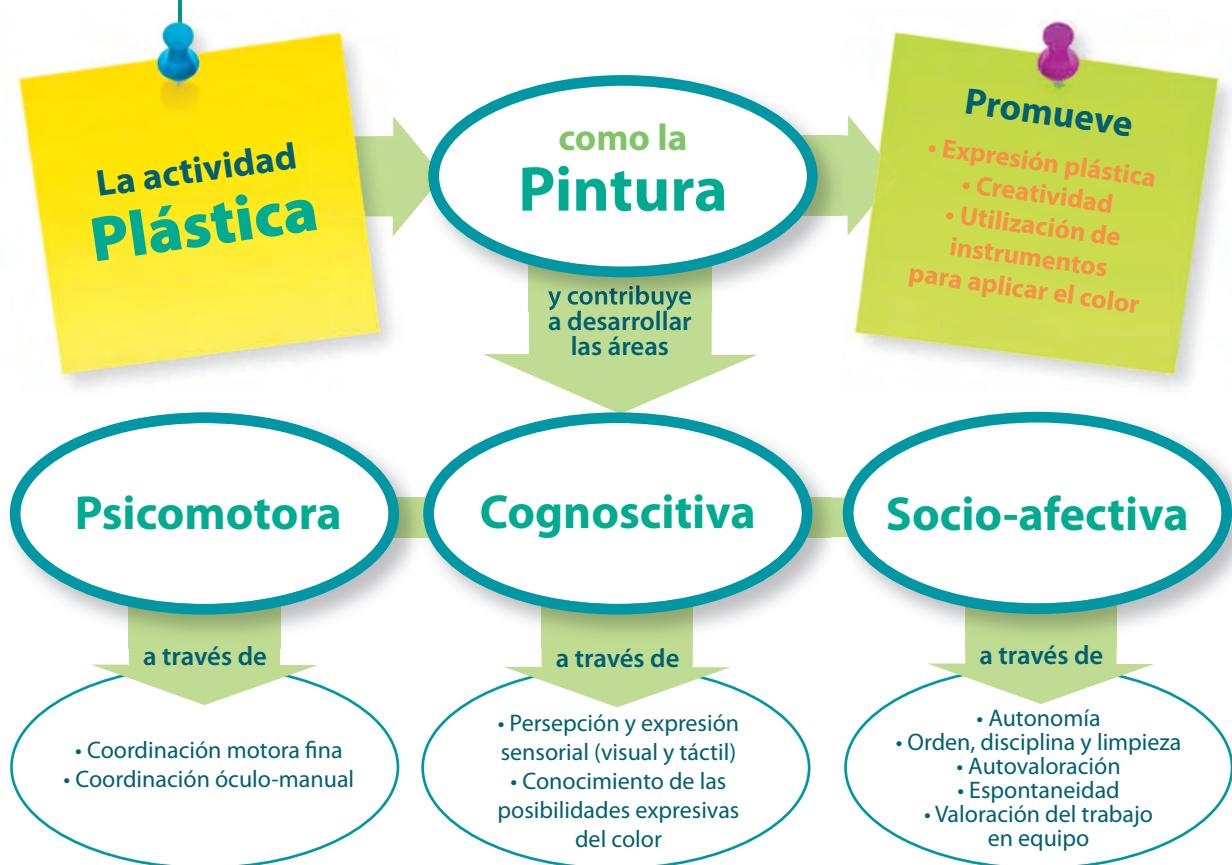 La actividad
Plástica
como la
Pintura
Promueve
• Expresión plástica
• Creatividad
• Utilización de
instrumentos
para aplicar el color
y contribuye
a desarrollar
las áreas
Psicomotora
Cognoscitiva
Socio-afectiva
a través de
a través de
a través de
• Coordinación motora fina
• Coordinación óculo-manual
• Persepción y expresión
sensorial (visual y táctil)
• Conocimiento de las
posibilidades expresivas
del color
• Autonomía
• Orden, disciplina y limpieza
• Autovaloración
• Espontaneidad
• Valoración del trabajo
en equipo